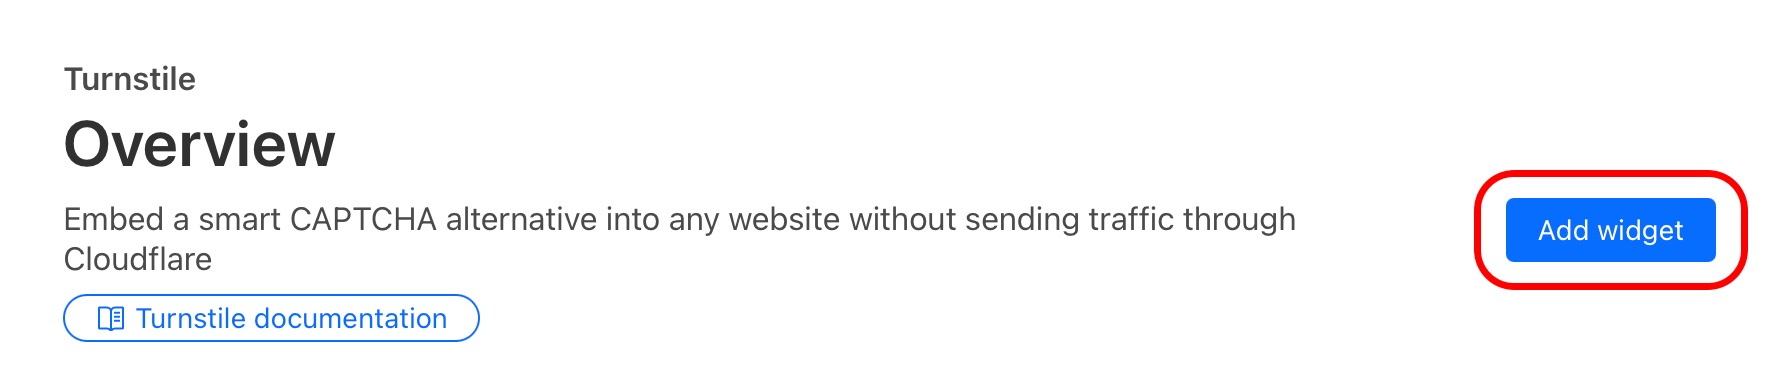 Turnstile
Overview
Embed a smart CAPTCHA alternative into any website without sending traffic through
Cloudflare
Add widget
Turnstile documentation